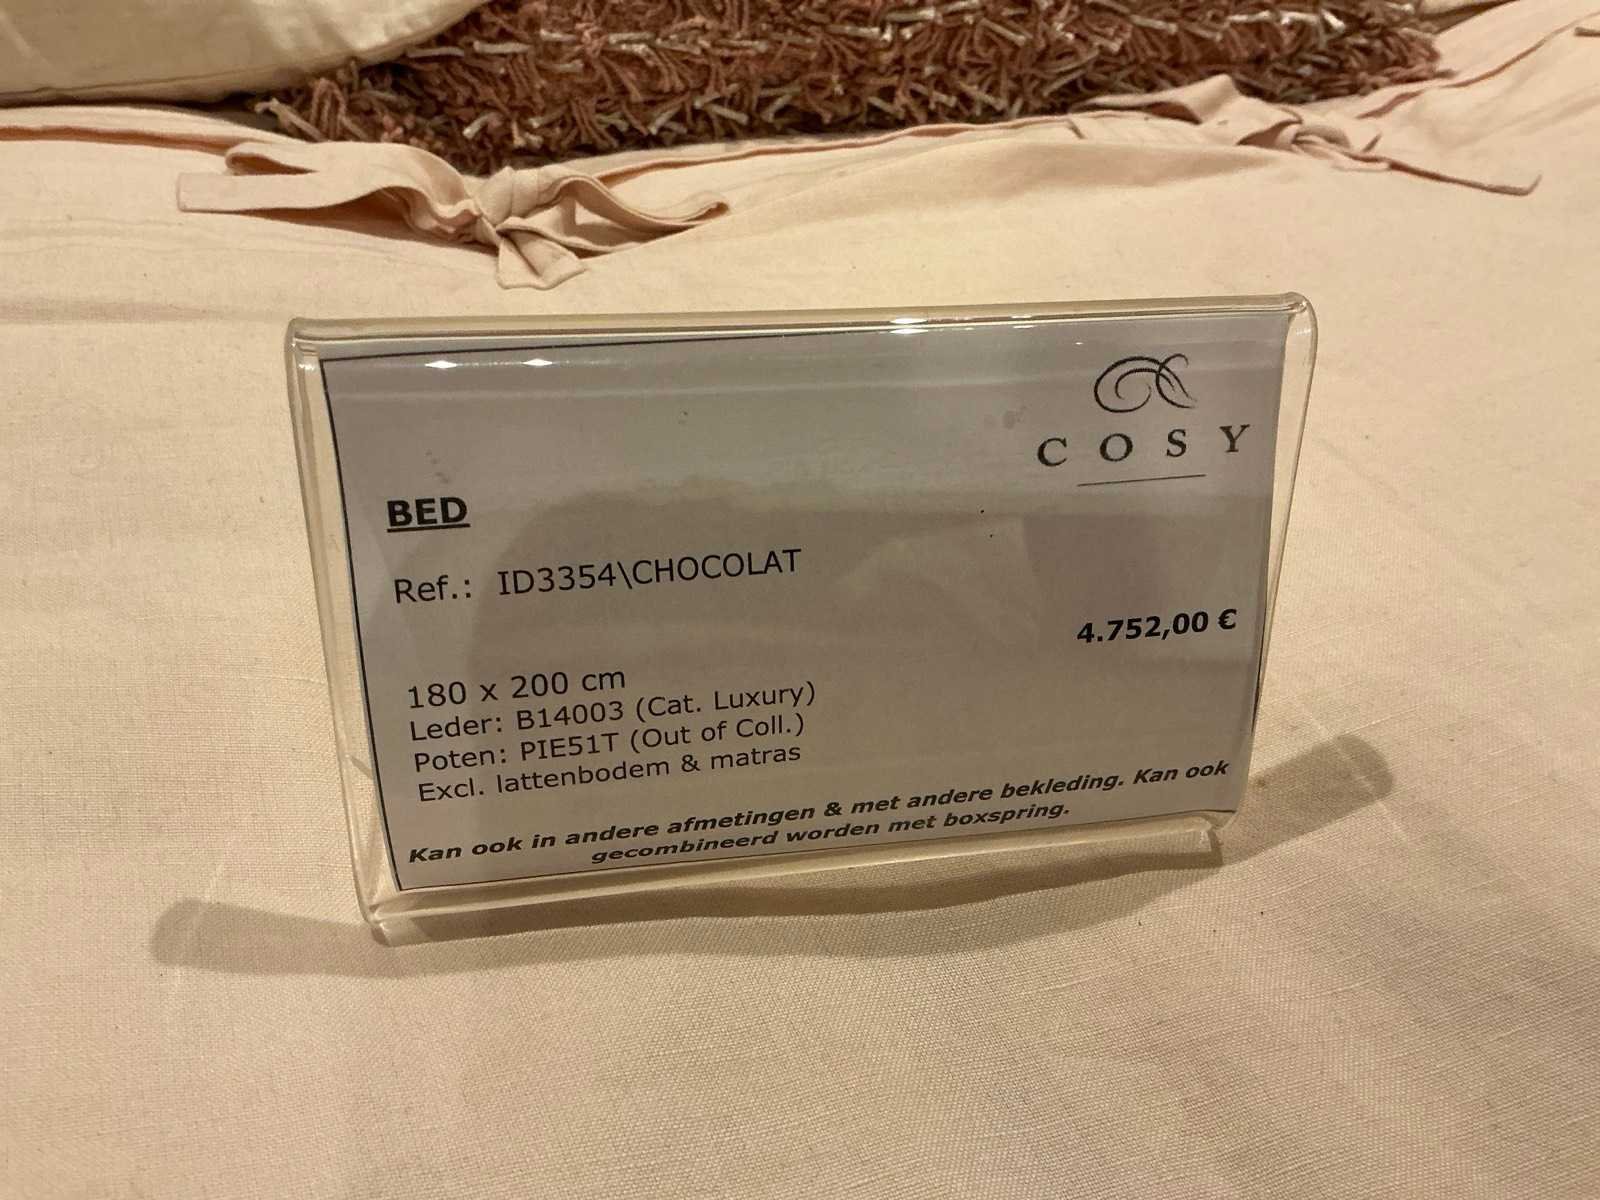 COSY
BED
Ref.: ID3354\CHOCOLAT
4.752,00 €
180 x 200 cm
Leder: B14003 (Cat. Luxury)
Poten: PIE51T (Out of Coll.)
Excl. lattenbodem & matras
Kan ook in andere afmetingen & met andere bekleding. Kan ook
gecombineerd worden met boxspring.